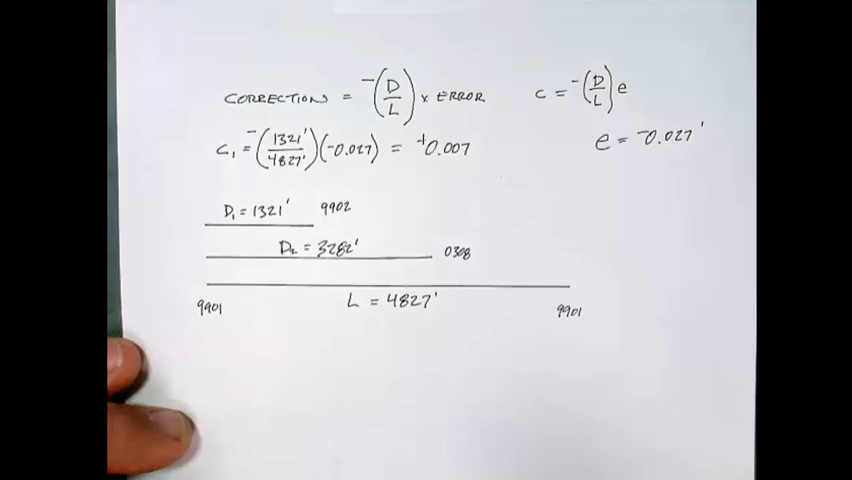 CORRECTION = -(D/L) x ERROR
c = -(D/L)e
C₁ = -(1321'/4827')(-0.027) = +0.007
e = -0.027'
D₁ = 1321' 9902
D₂ = 3282' 0308
9901 L = 4827' 9901